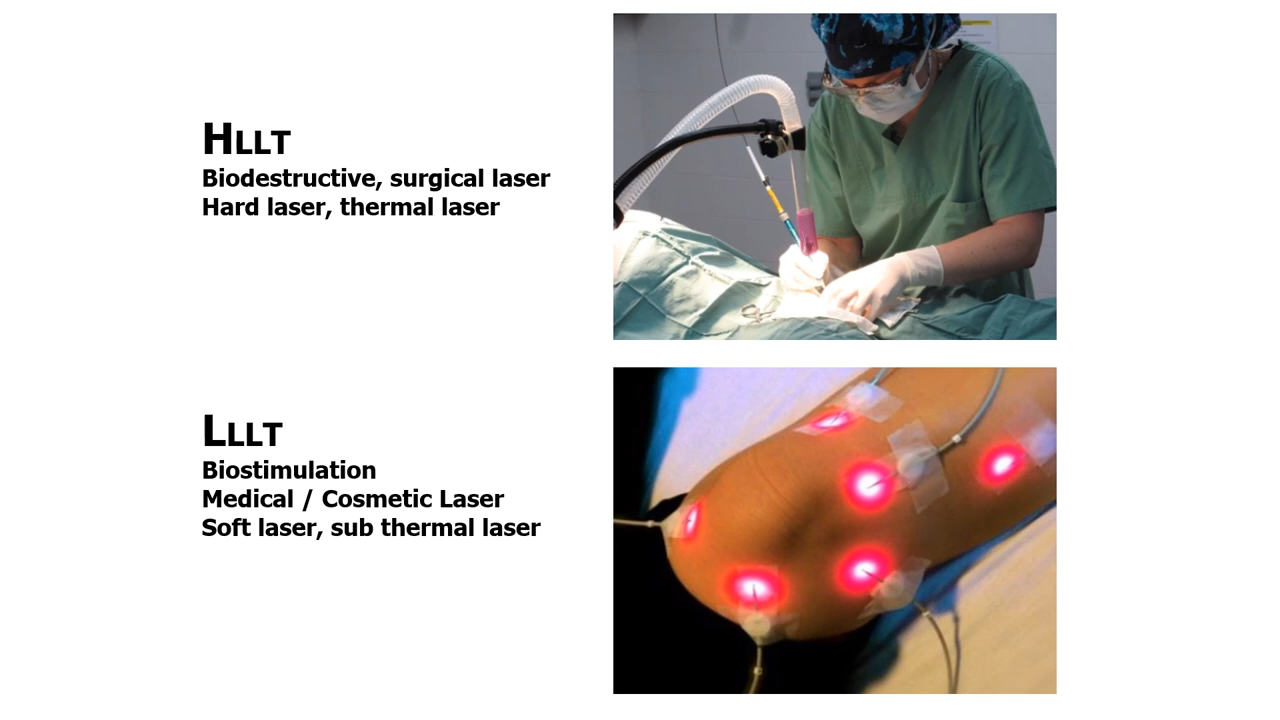 HLLT
Biodestructive, surgical laser
Hard laser, thermal laser
LLLT
Biostimulation
Medical / Cosmetic Laser
Soft laser, sub thermal laser